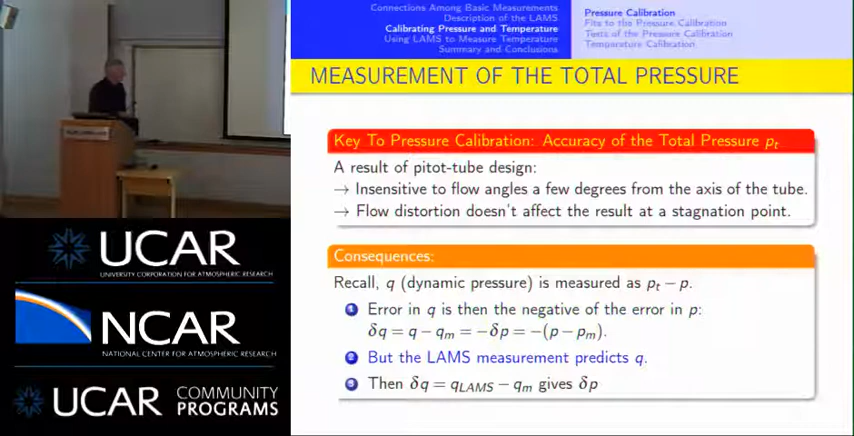 Connections Among Basic Measurements
Description of the LAMS
Calibrating Pressure and Temperature
Using LAMS to Measure Temperature
Summary and Conclusions
Pressure Calibration
Fits to the Pressure Calibration
Tests of the Pressure Calibration
Temperature Calibration
MEASUREMENT OF THE TOTAL PRESSURE
Key To Pressure Calibration: Accuracy of the Total Pressure pₜ
A result of pitot-tube design:
→ Insensitive to flow angles a few degrees from the axis of the tube.
→ Flow distortion doesn't affect the result at a stagnation point.
Consequences:
Recall, q (dynamic pressure) is measured as pₜ − p.
1 Error in q is then the negative of the error in p:
δq = q − qₘ = −δp = −(p − pₘ).
2 But the LAMS measurement predicts q.
3 Then δq = q_LAMS − qₘ gives δp
UCAR
UNIVERSITY CORPORATION FOR ATMOSPHERIC RESEARCH
NCAR
NATIONAL CENTER FOR ATMOSPHERIC RESEARCH
UCAR COMMUNITY
PROGRAMS